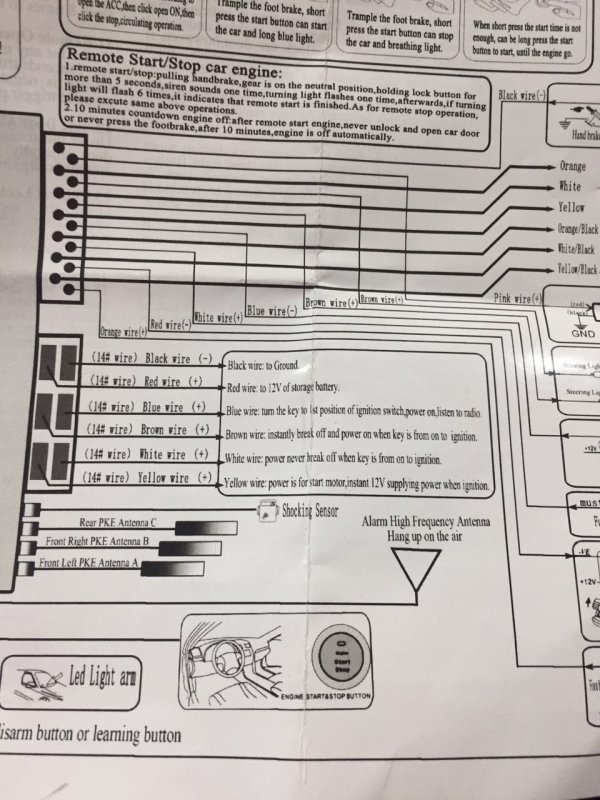 open the ACC,then click open ON,then
click the stop,circulating operation.
Trample the foot brake, short
press the start button can start
the car and long blue light.
Trample the foot brake, short
press the start button can stop
the car and breathing light.
When short press the start time is not
enough, can be long press the start
button to start, until the engine go.
Remote Start/Stop car engine:
1.remote start/stop:pulling handbrake,gear is on the neutral position,holding lock button for
more than 5 seconds,siren sounds one time,turning light flashes one time,afterwards,if turning
light will flash 6 times,it indicates that remote start is finished.As for remote stop operation,
please excute same above operations.
2.10 minutes countdown engine off:after remote start engine,never unlock and open car door
or never press the footbrake,after 10 minutes,engine is off automatically.
Black wire(-)
Hand brake
Orange
White
Yellow
Orange/Black
White/Black
Yellow/Black
Pink wire(+)
Brown wire(+)
Brown wire(+)
Blue wire(-)
White wire(+)
Red wire(-)
Orange wire(+)
GND
Steering Ligh
Steering Lig
(14# wire) Black wire (-)
Black wire: to Ground.
(14# wire) Red wire (+)
Red wire: to 12V of storage battery.
(14# wire) Blue wire (+)
Blue wire: turn the key to 1st position of ignition switch,power on,listen to radio.
(14# wire) Brown wire (+)
Brown wire: instantly break off and power on when key is from on to ignition.
(14# wire) White wire (+)
White wire: power never break off when key is from on to ignition.
(14# wire) Yellow wire (+)
Yellow wire: power is for start motor,instant 12V supplying power when ignition.
+12V
must
-VE
+12V
Shocking Sensor
Rear PKE Antenna C
Front Right PKE Antenna B
Front Left PKE Antenna A
Alarm High Frequency Antenna
Hang up on the air
Led Light arm
Start
Stop
ENGINE START&STOP BUTTON
isarm button or learning button